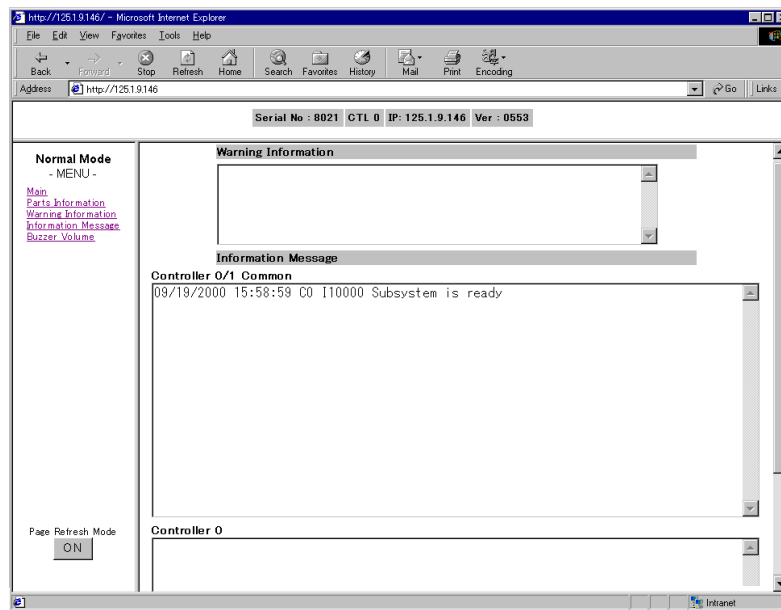 http://125.1.9.146/ - Microsoft Internet Explorer
File Edit View Favorites Tools Help
Back Forward Stop Refresh Home Search Favorites History Mail Print Encoding
Address http://125.1.9.146 Go Links
Serial No : 8021 CTL 0 IP: 125.1.9.146 Ver : 0553
Normal Mode
- MENU -
Main
Parts Information
Warning Information
Information Message
Buzzer Volume
Page Refresh Mode
ON
Warning Information
Information Message
Controller 0/1 Common
09/19/2000 15:58:59 C0 I10000 Subsystem is ready
Controller 0
Intranet